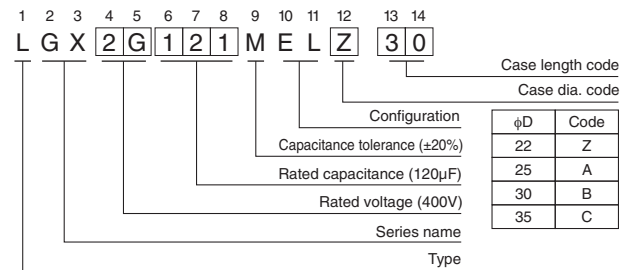 1 2 3 4 5 6 7 8 9 10 11 12 13 14
L G X 2 G 1 2 1 M E L Z 3 0
Case length code
Case dia. code
Configuration
Capacitance tolerance (±20%)
Rated capacitance (120μF)
Rated voltage (400V)
Series name
Type
ϕD Code
22 Z
25 A
30 B
35 C